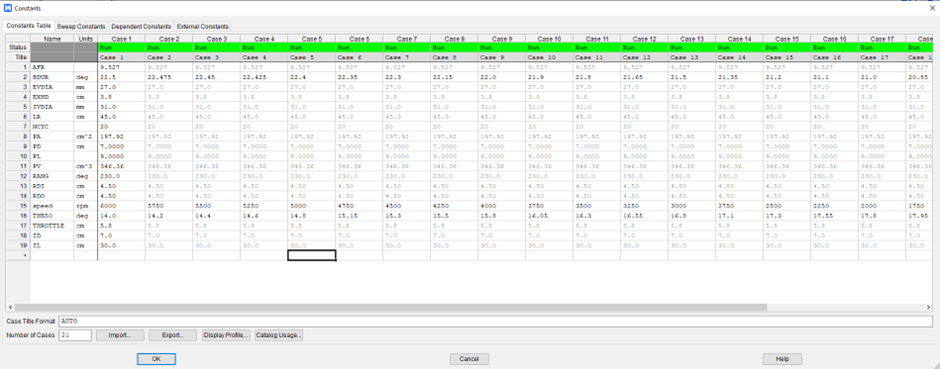 Constants
Constants Table Sweep Constants Dependent Constants External Constants
Name Units Case 1 Case 2 Case 3 Case 4 Case 5 Case 6 Case 7 Case 8 Case 9 Case 10 Case 11 Case 12 Case 13 Case 14 Case 15 Case 16 Case 17 Case
Status Run Run Run Run Run Run Run Run Run Run Run Run Run Run Run Run Run Run
Title Case 1 Case 2 Case 3 Case 4 Case 5 Case 6 Case 7 Case 8 Case 9 Case 10 Case 11 Case 12 Case 13 Case 14 Case 15 Case 16 Case 17 Case 1
1 AFR 9.527 9.527 9.527 9.527 9.527 9.527 9.527 9.527 9.527 9.527 9.527 9.527 9.527 9.527 9.527 9.527 9.527 9.527
2 BDUR deg 22.5 22.475 22.45 22.425 22.4 22.35 22.3 22.15 22.0 21.9 21.8 21.65 21.5 21.35 21.2 21.1 21.0 20.85
3 EVDIA mm 27.0 27.0 27.0 27.0 27.0 27.0 27.0 27.0 27.0 27.0 27.0 27.0 27.0 27.0 27.0 27.0 27.0 27.0
4 EXHD cm 3.8 3.8 3.8 3.8 3.8 3.8 3.8 3.8 3.8 3.8 3.8 3.8 3.8 3.8 3.8 3.8 3.8 3.8
5 IVDIA mm 31.0 31.0 31.0 31.0 31.0 31.0 31.0 31.0 31.0 31.0 31.0 31.0 31.0 31.0 31.0 31.0 31.0 31.0
6 LR cm 45.0 45.0 45.0 45.0 45.0 45.0 45.0 45.0 45.0 45.0 45.0 45.0 45.0 45.0 45.0 45.0 45.0 45.0
7 NCYC 20 20 20 20 20 20 20 20 20 20 20 20 20 20 20 20 20 20
8 PA cm^2 197.92 197.92 197.92 197.92 197.92 197.92 197.92 197.92 197.92 197.92 197.92 197.92 197.92 197.92 197.92 197.92 197.92 197.92
9 PD cm 7.0000 7.0000 7.0000 7.0000 7.0000 7.0000 7.0000 7.0000 7.0000 7.0000 7.0000 7.0000 7.0000 7.0000 7.0000 7.0000 7.0000 7.0000
10 PL 9.0000 9.0000 9.0000 9.0000 9.0000 9.0000 9.0000 9.0000 9.0000 9.0000 9.0000 9.0000 9.0000 9.0000 9.0000 9.0000 9.0000 9.0000
11 PV cm^3 346.36 346.36 346.36 346.36 346.36 346.36 346.36 346.36 346.36 346.36 346.36 346.36 346.36 346.36 346.36 346.36 346.36 346.36
12 RANG deg 230.0 230.0 230.0 230.0 230.0 230.0 230.0 230.0 230.0 230.0 230.0 230.0 230.0 230.0 230.0 230.0 230.0 230.0
13 RDI cm 4.50 4.50 4.50 4.50 4.50 4.50 4.50 4.50 4.50 4.50 4.50 4.50 4.50 4.50 4.50 4.50 4.50 4.50
14 RDO cm 4.50 4.50 4.50 4.50 4.50 4.50 4.50 4.50 4.50 4.50 4.50 4.50 4.50 4.50 4.50 4.50 4.50 4.50
15 speed rpm 6000 5750 5500 5250 5000 4750 4500 4250 4000 3750 3500 3250 3000 2750 2500 2250 2000 1750
16 THB50 deg 14.0 14.2 14.4 14.6 14.8 15.15 15.3 15.5 15.8 16.05 16.3 16.55 16.8 17.1 17.3 17.55 17.8 17.95
17 THROTTLE cm 5.8 5.8 5.8 5.8 5.8 5.8 5.8 5.8 5.8 5.8 5.8 5.8 5.8 5.8 5.8 5.8 5.8 5.8
18 ZD cm 7.0 7.0 7.0 7.0 7.0 7.0 7.0 7.0 7.0 7.0 7.0 7.0 7.0 7.0 7.0 7.0 7.0 7.0
19 ZL cm 30.0 30.0 30.0 30.0 30.0 30.0 30.0 30.0 30.0 30.0 30.0 30.0 30.0 30.0 30.0 30.0 30.0 30.0
*
Case Title Format AUTO
Number of Cases 21 Import... Export... Display Profile... Catalog Usage...
OK Cancel Help